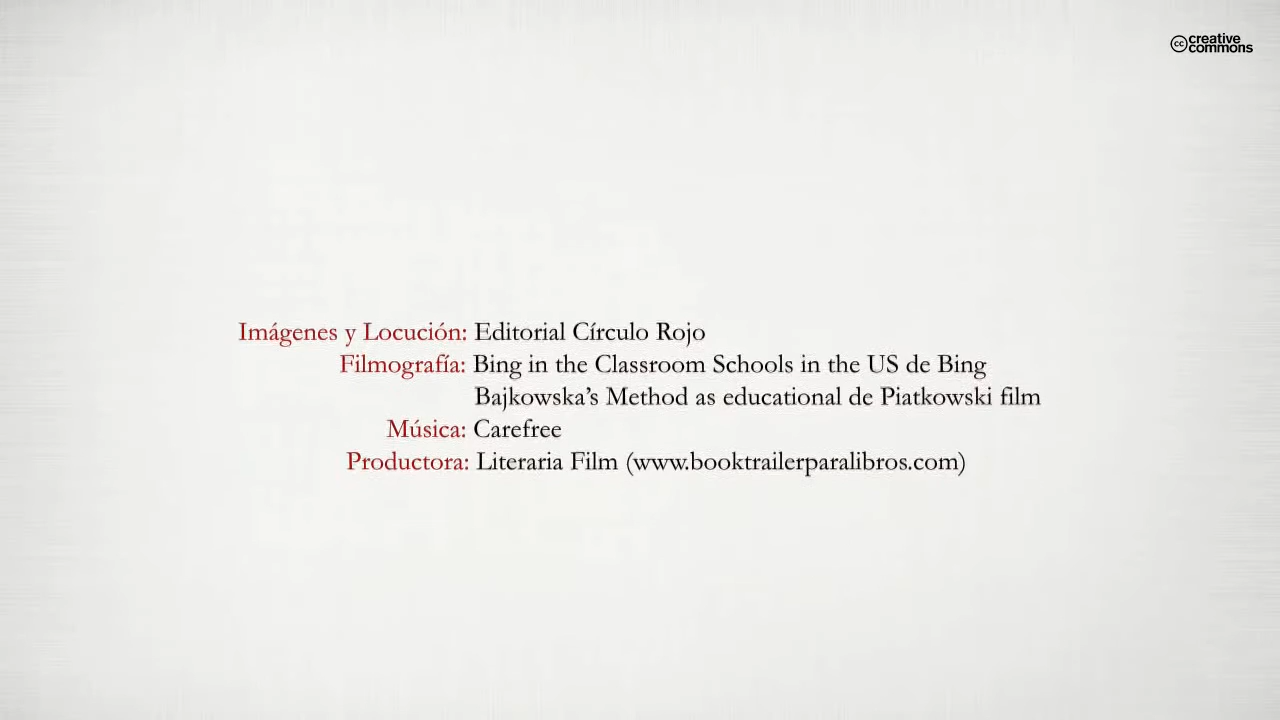 cc creative
commons
Imágenes y Locución: Editorial Círculo Rojo
Filmografía: Bing in the Classroom Schools in the US de Bing
Bajkowska’s Method as educational de Piatkowski film
Música: Carefree
Productora: Literaria Film (www.booktrailerparalibros.com)